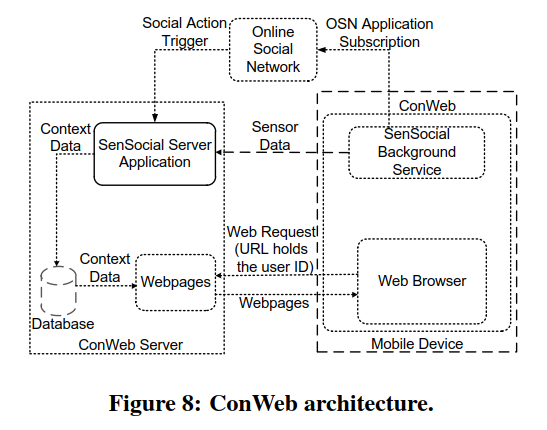 Social Action
Trigger
Online
Social
Network
OSN Application
Subscription
ConWeb
Context
Data
SenSocial Server
Application
Sensor
Data
SenSocial
Background
Service
Web Request
(URL holds
the user ID)
Context
Data
Webpages
Web Browser
Webpages
Database
ConWeb Server
Mobile Device
Figure 8: ConWeb architecture.